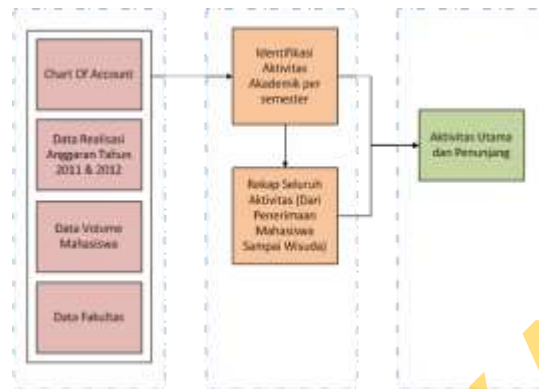 Chart Of Account
Data Realisasi
Anggaran Tahun
2011 & 2012
Data Volume
Mahasiswa
Data Fakultas
Identifikasi
Aktivitas
Akademik per
semester
Rekap Seluruh
Aktivitas (Dari
Penerimaan
Mahasiswa
Sampai Wisuda)
Aktivitas Utama
dan Penunjang